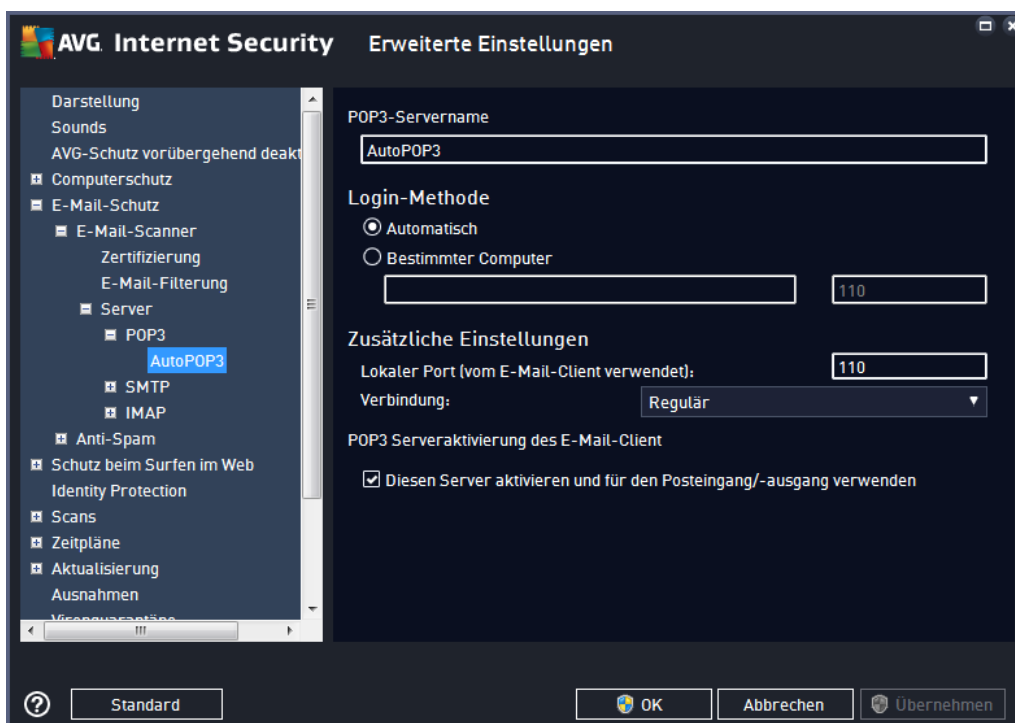 AVG. Internet Security Erweiterte Einstellungen
Darstellung
Sounds
AVG-Schutz vorübergehend deakt
Computerschutz
E-Mail-Schutz
E-Mail-Scanner
Zertifizierung
E-Mail-Filterung
Server
POP3
AutoPOP3
SMTP
IMAP
Anti-Spam
Schutz beim Surfen im Web
Identity Protection
Scans
Zeitpläne
Aktualisierung
Ausnahmen
Virenquarantäne
POP3-Servername
AutoPOP3
Login-Methode
Automatisch
Bestimmter Computer
110
Zusätzliche Einstellungen
Lokaler Port (vom E-Mail-Client verwendet): 110
Verbindung: Regulär
POP3 Serveraktivierung des E-Mail-Client
Diesen Server aktivieren und für den Posteingang/-ausgang verwenden
Standard OK Abbrechen Übernehmen